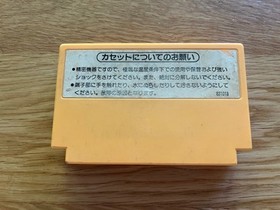 カセットについてのお願い
●精密機器ですので、極端な温度条件下での使用や保管および強い
ショックをさけてください。また、絶対に分解しないでください。
●端子部に手を触れたり、水にぬらしたりして汚さないようにして
ください。故障の原因となります。